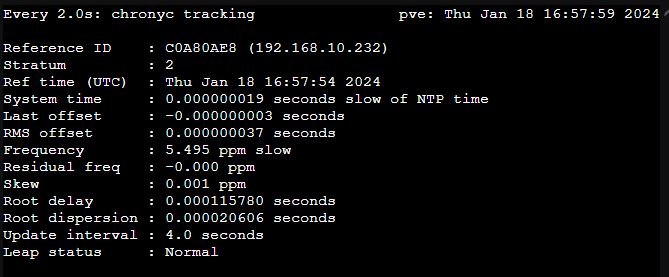 Every 2.0s: chronyc tracking                 pve: Thu Jan 18 16:57:59 2024
Reference ID    : C0A80AE8 (192.168.10.232)
Stratum         : 2
Ref time (UTC)  : Thu Jan 18 16:57:54 2024
System time     : 0.000000019 seconds slow of NTP time
Last offset     : -0.000000003 seconds
RMS offset      : 0.000000037 seconds
Frequency       : 5.495 ppm slow
Residual freq   : -0.000 ppm
Skew            : 0.001 ppm
Root delay      : 0.000115780 seconds
Root dispersion : 0.000020606 seconds
Update interval : 4.0 seconds
Leap status     : Normal